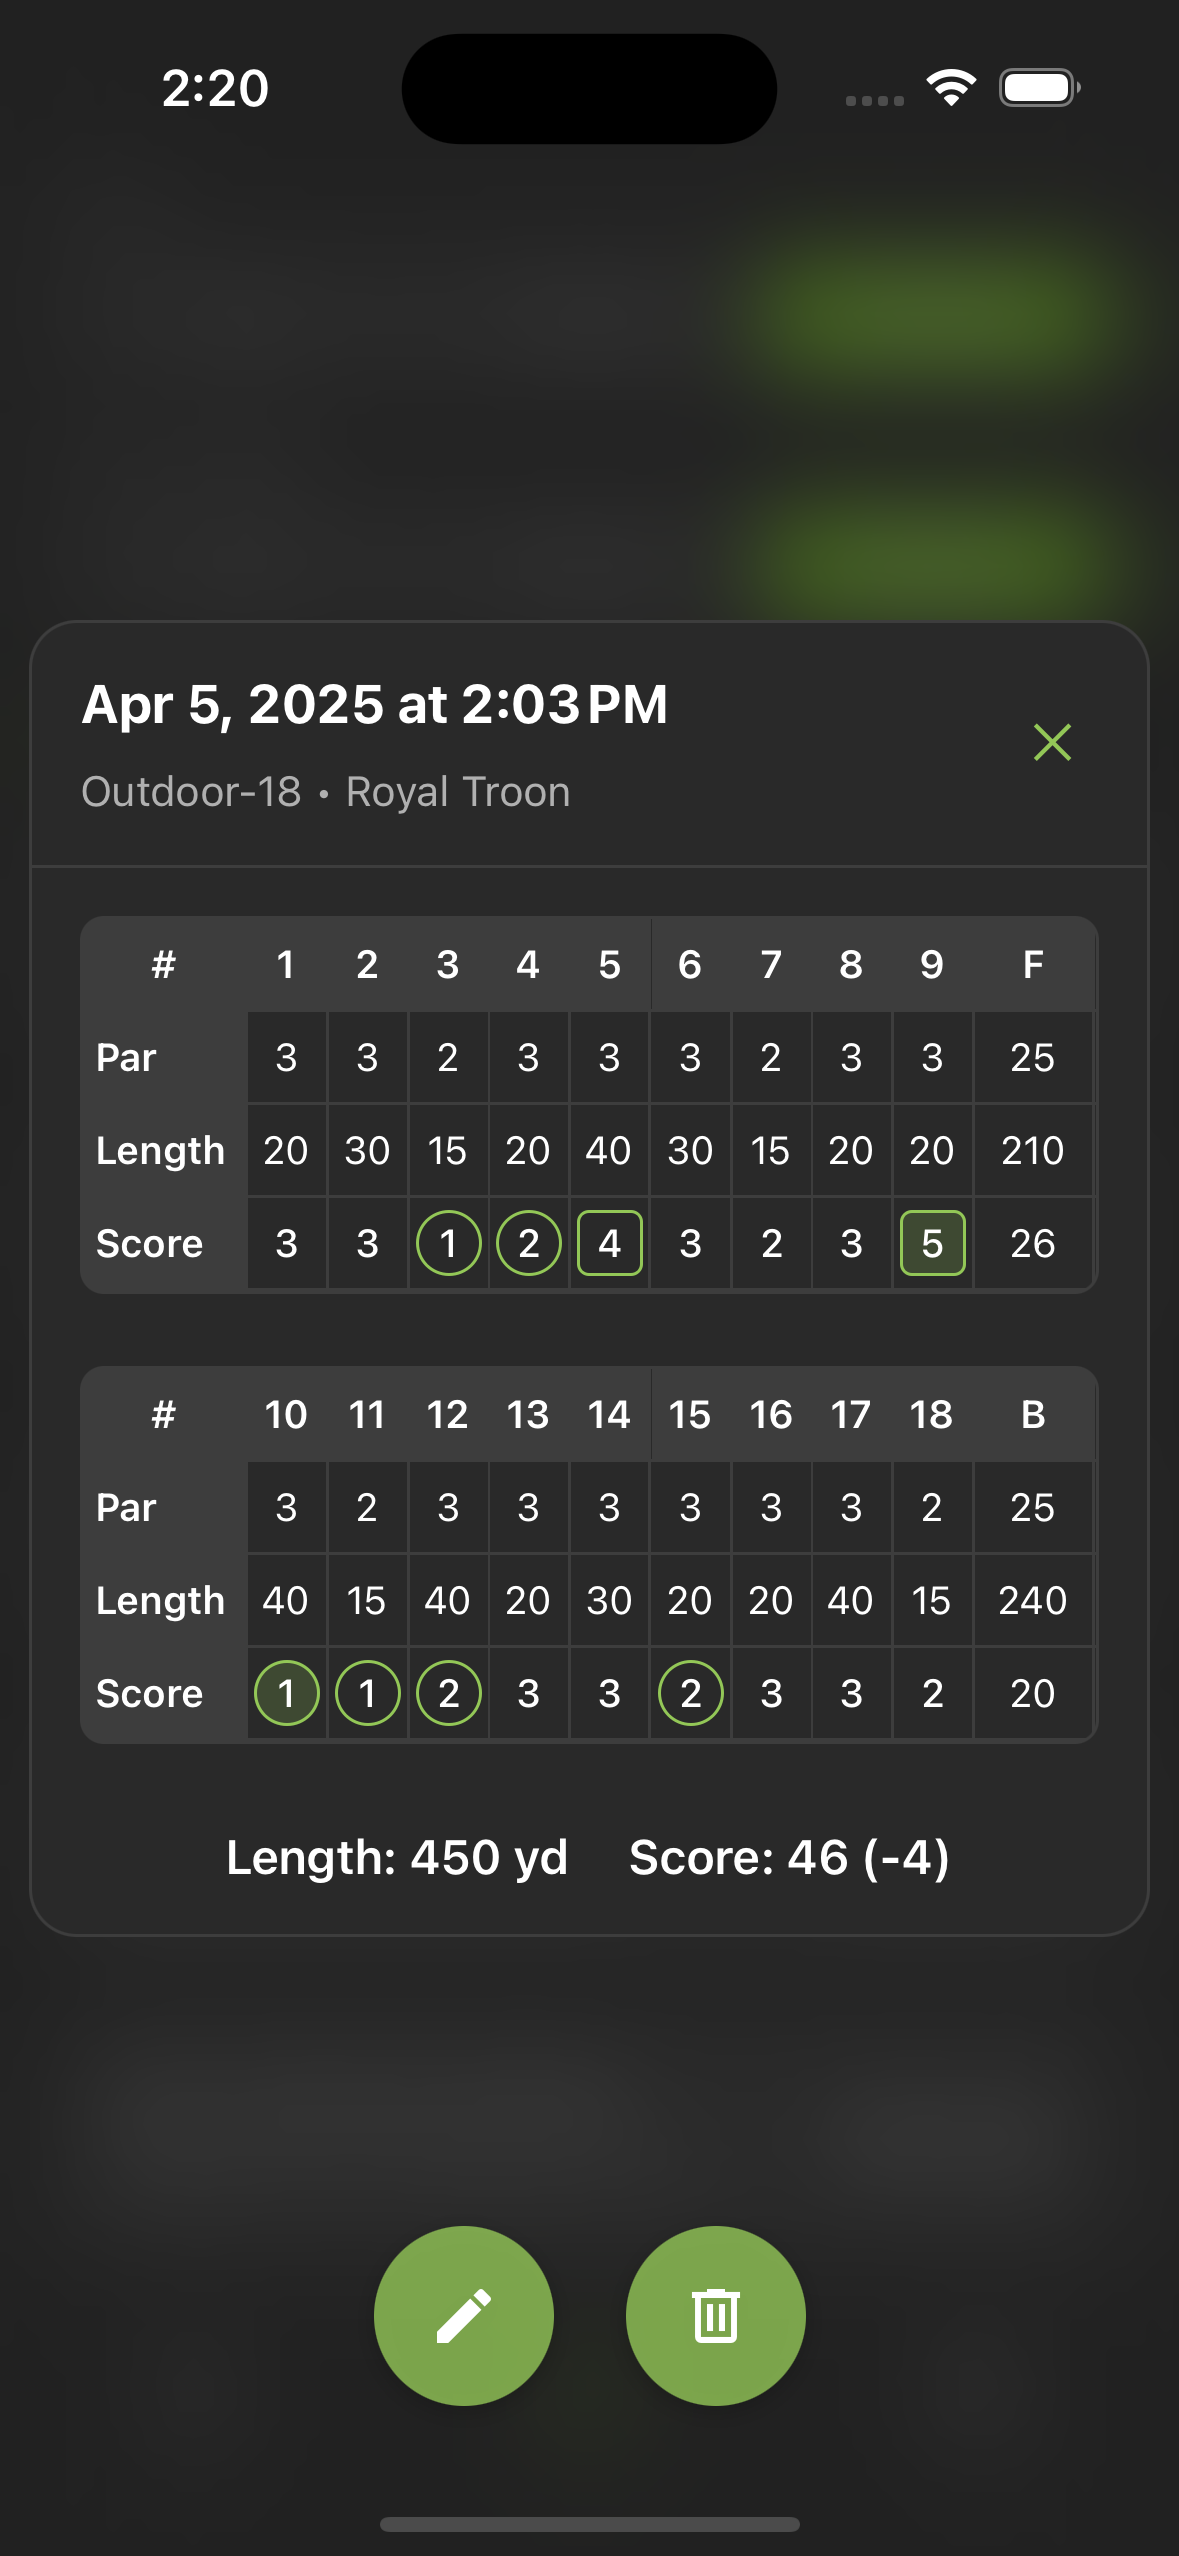 2:20
Apr 5, 2025 at 2:03 PM
Outdoor-18 • Royal Troon
# 1 2 3 4 5 6 7 8 9 F
Par 3 3 2 3 3 3 2 3 3 25
Length 20 30 15 20 40 30 15 20 20 210
Score 3 3 1 2 4 3 2 3 5 26
# 10 11 12 13 14 15 16 17 18 B
Par 3 2 3 3 3 3 3 3 2 25
Length 40 15 40 20 30 20 20 40 15 240
Score 1 1 2 3 3 2 3 3 2 20
Length: 450 yd Score: 46 (-4)